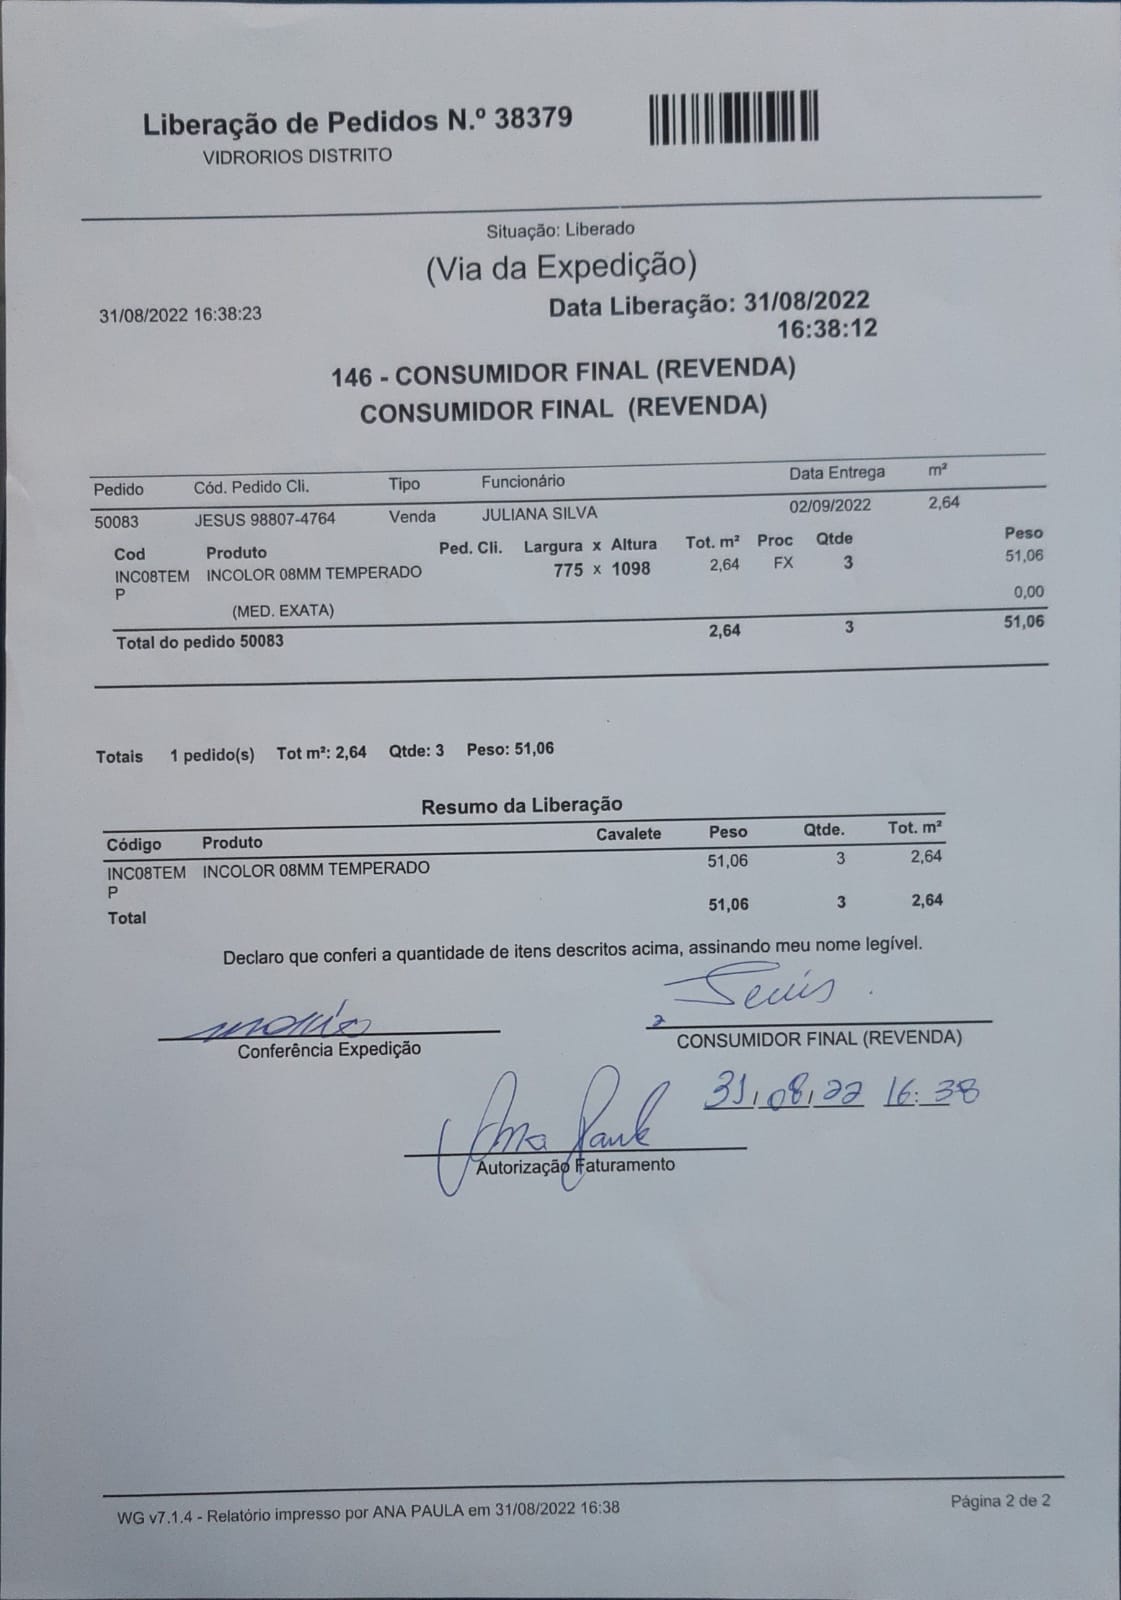 Liberação de Pedidos N.º 38379
VIDRORIOS DISTRITO
Situação: Liberado
(Via da Expedição)
31/08/2022 16:38:23
Data Liberação: 31/08/2022
16:38:12
146 - CONSUMIDOR FINAL (REVENDA)
CONSUMIDOR FINAL (REVENDA)
Pedido Cód. Pedido Cli. Tipo Funcionário Data Entrega m²
50083 JESUS 98807-4764 Venda JULIANA SILVA 02/09/2022 2,64
Cod Produto Ped. Cli. Largura x Altura Tot. m² Proc Qtde Peso
INC08TEM INCOLOR 08MM TEMPERADO 775 x 1098 2,64 FX 3 51,06
P
(MED. EXATA) 0,00
Total do pedido 50083 2,64 3 51,06
Totais 1 pedido(s) Tot m²: 2,64 Qtde: 3 Peso: 51,06
Resumo da Liberação
Código Produto Cavalete Peso Qtde. Tot. m²
INC08TEM INCOLOR 08MM TEMPERADO 51,06 3 2,64
P
Total 51,06 3 2,64
Declaro que conferi a quantidade de itens descritos acima, assinando meu nome legível.
Conferência Expedição
CONSUMIDOR FINAL (REVENDA)
31/08/22 16:38
Ana Paula
Autorização Faturamento
WG v7.1.4 - Relatório impresso por ANA PAULA em 31/08/2022 16:38
Página 2 de 2